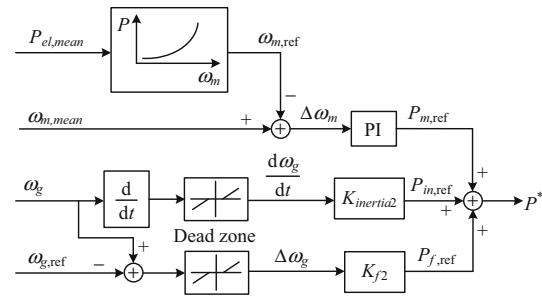 P_{el,mean}
P
ω_m
ω_{m,ref}
−
ω_{m,mean}
+
+
Δω_m
PI
P_{m,ref}
+
ω_g
d
dt
dω_g
dt
K_{inertia2}
P_{in,ref}
+
+
P*
Dead zone
+
+
ω_{g,ref}
−
+
Δω_g
K_{f2}
P_{f,ref}